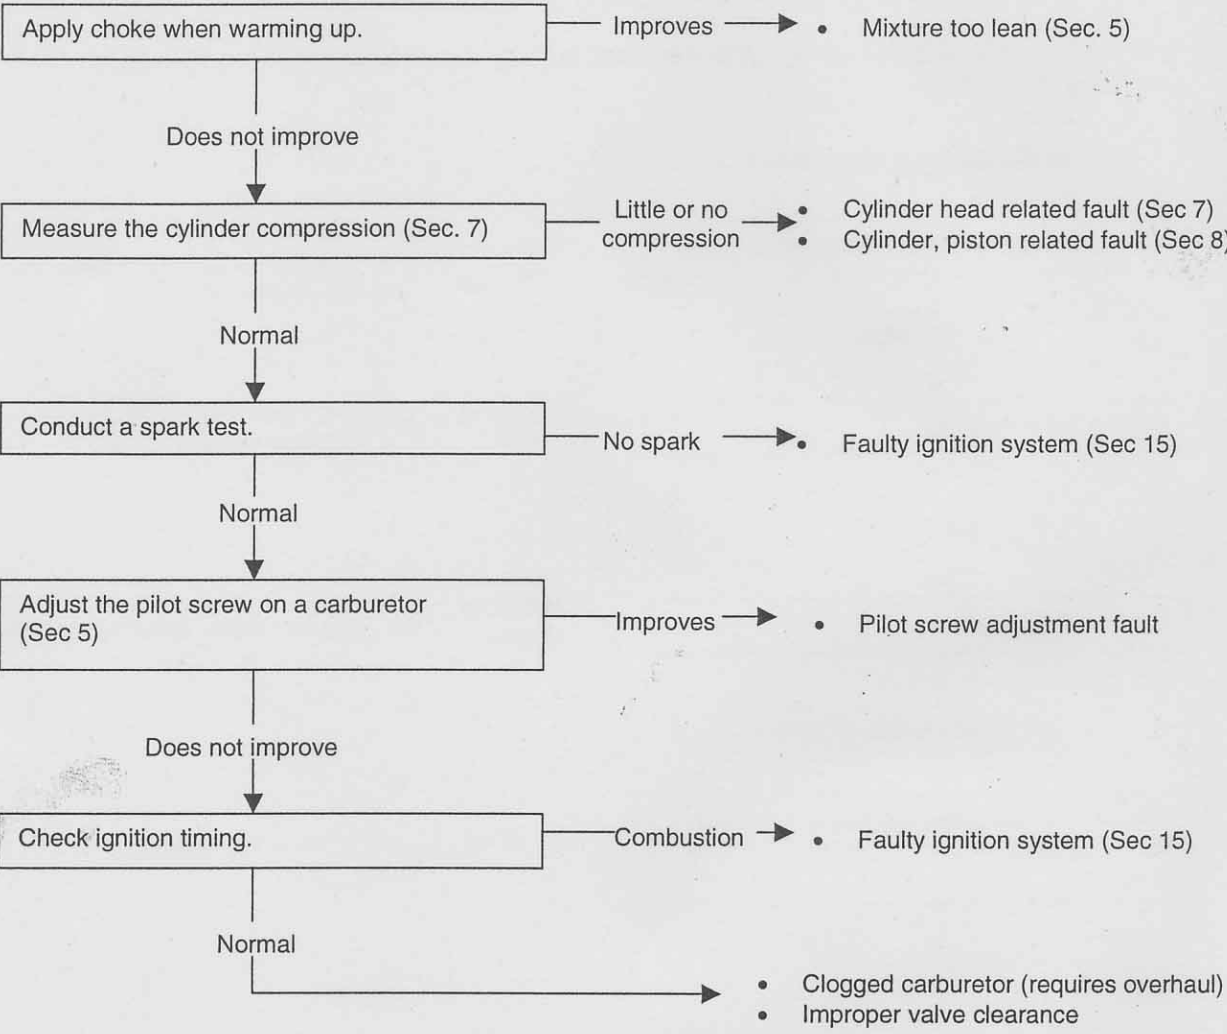 Apply choke when warming up.
Improves
• Mixture too lean (Sec. 5)
Does not improve
Measure the cylinder compression (Sec. 7)
Little or no
compression
• Cylinder head related fault (Sec 7)
• Cylinder, piston related fault (Sec 8)
Normal
Conduct a spark test.
No spark
• Faulty ignition system (Sec 15)
Normal
Adjust the pilot screw on a carburetor
(Sec 5)
Improves
• Pilot screw adjustment fault
Does not improve
Check ignition timing.
Combustion
• Faulty ignition system (Sec 15)
Normal
• Clogged carburetor (requires overhaul)
• Improper valve clearance